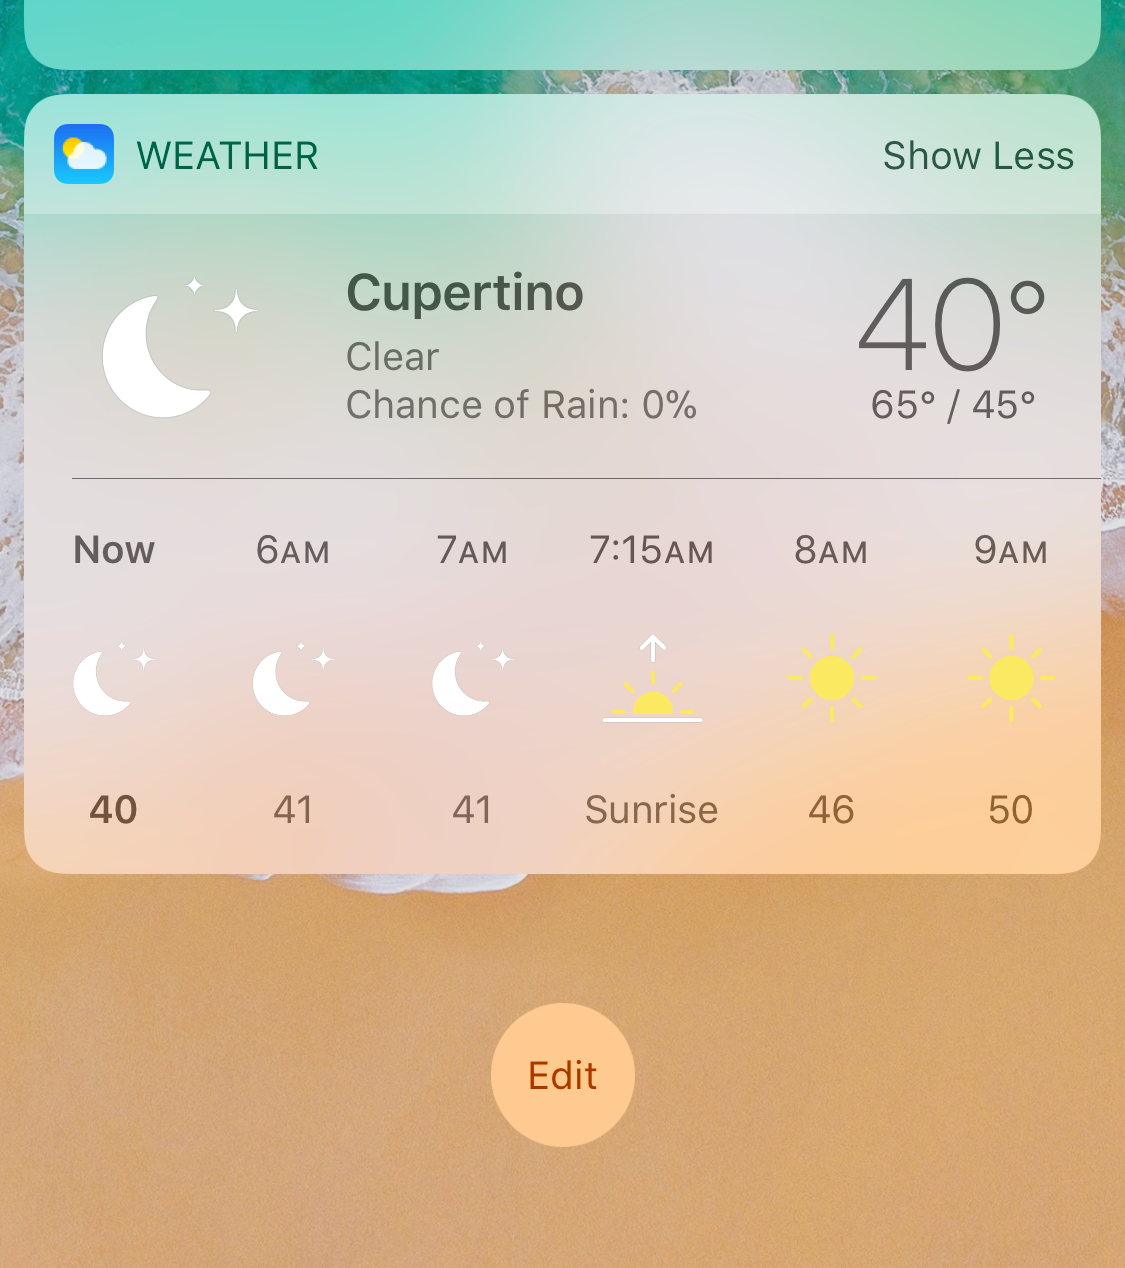 WEATHER Show Less
Cupertino 40°
Clear
Chance of Rain: 0% 65° / 45°
Now 6AM 7AM 7:15AM 8AM 9AM
40 41 41 Sunrise 46 50
Edit